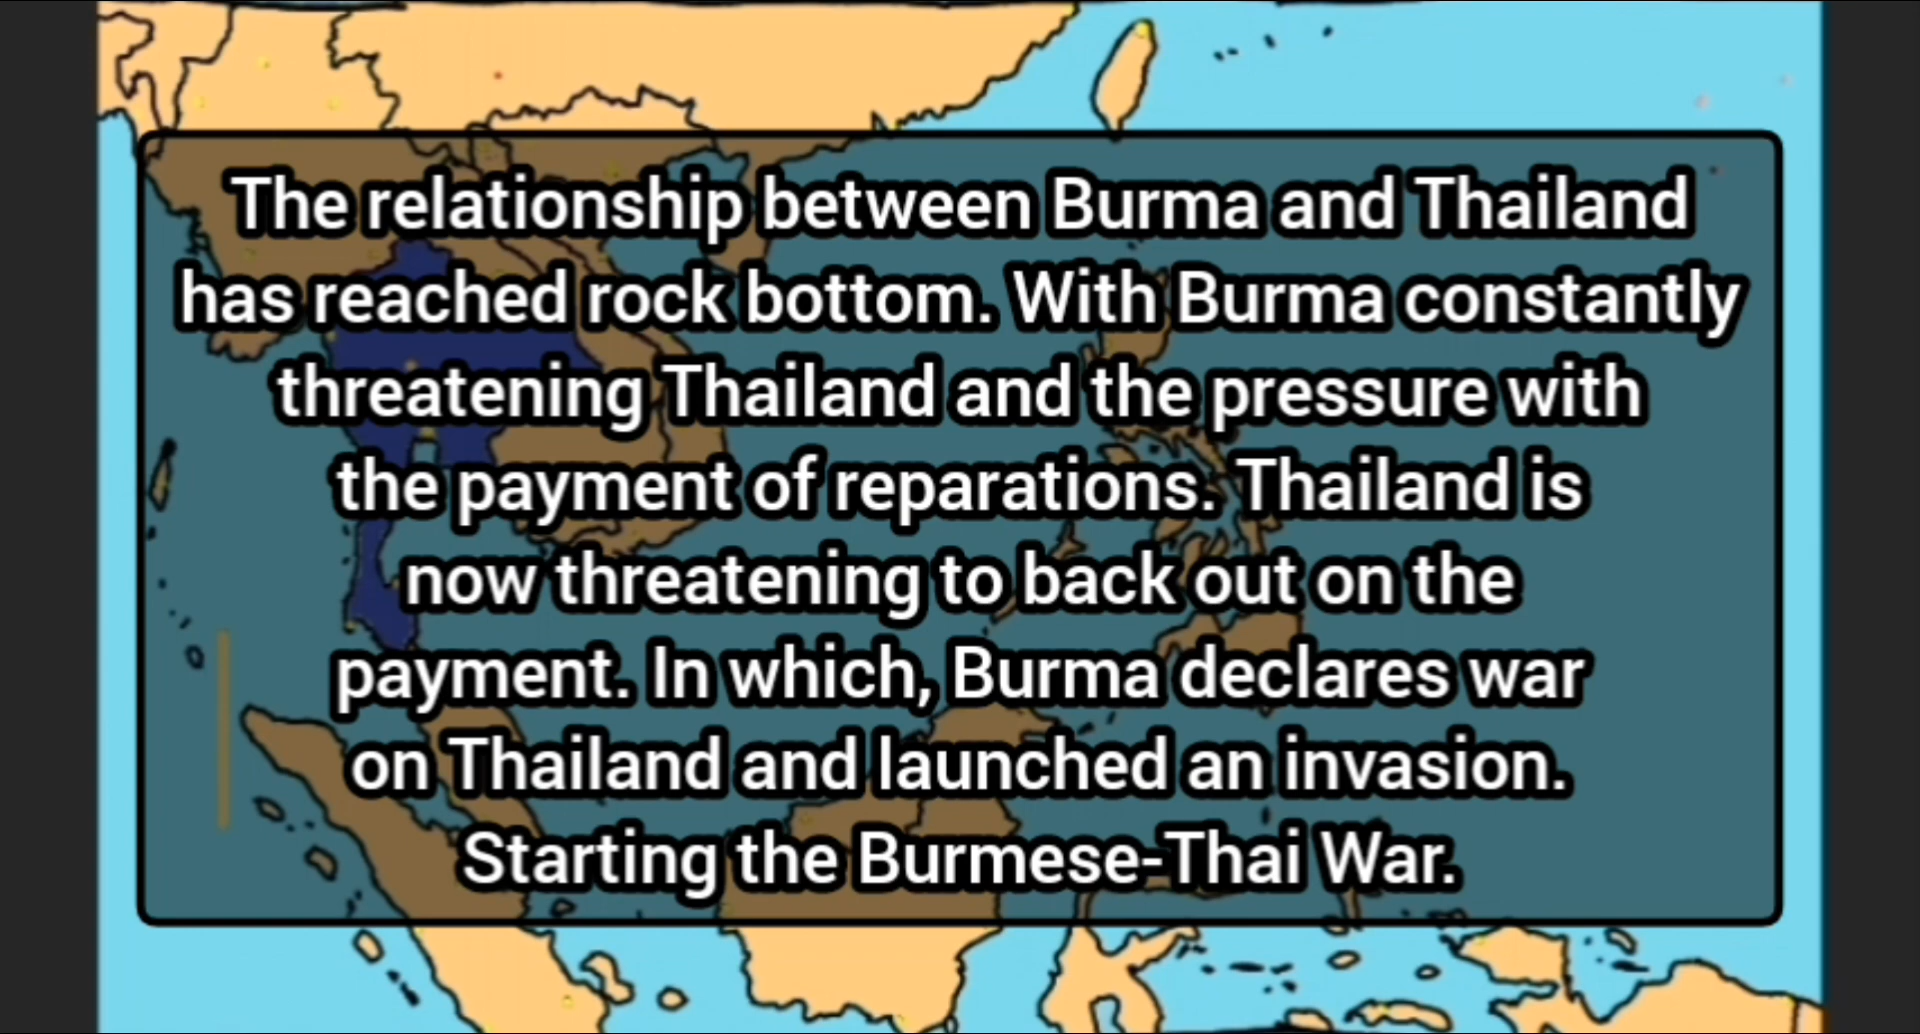 The relationship between Burma and Thailand
has reached rock bottom. With Burma constantly
threatening Thailand and the pressure with
the payment of reparations. Thailand is
now threatening to back out on the
payment. In which, Burma declares war
on Thailand and launched an invasion.
Starting the Burmese-Thai War.